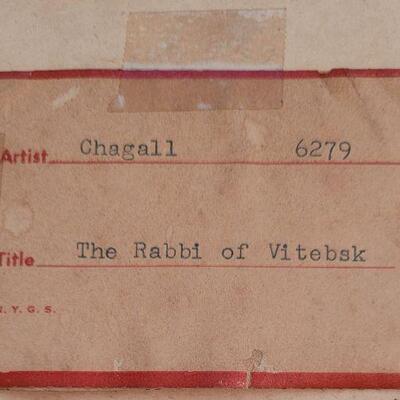 Artist Chagall 6279
Title The Rabbi of Vitebsk
Y. G. S.